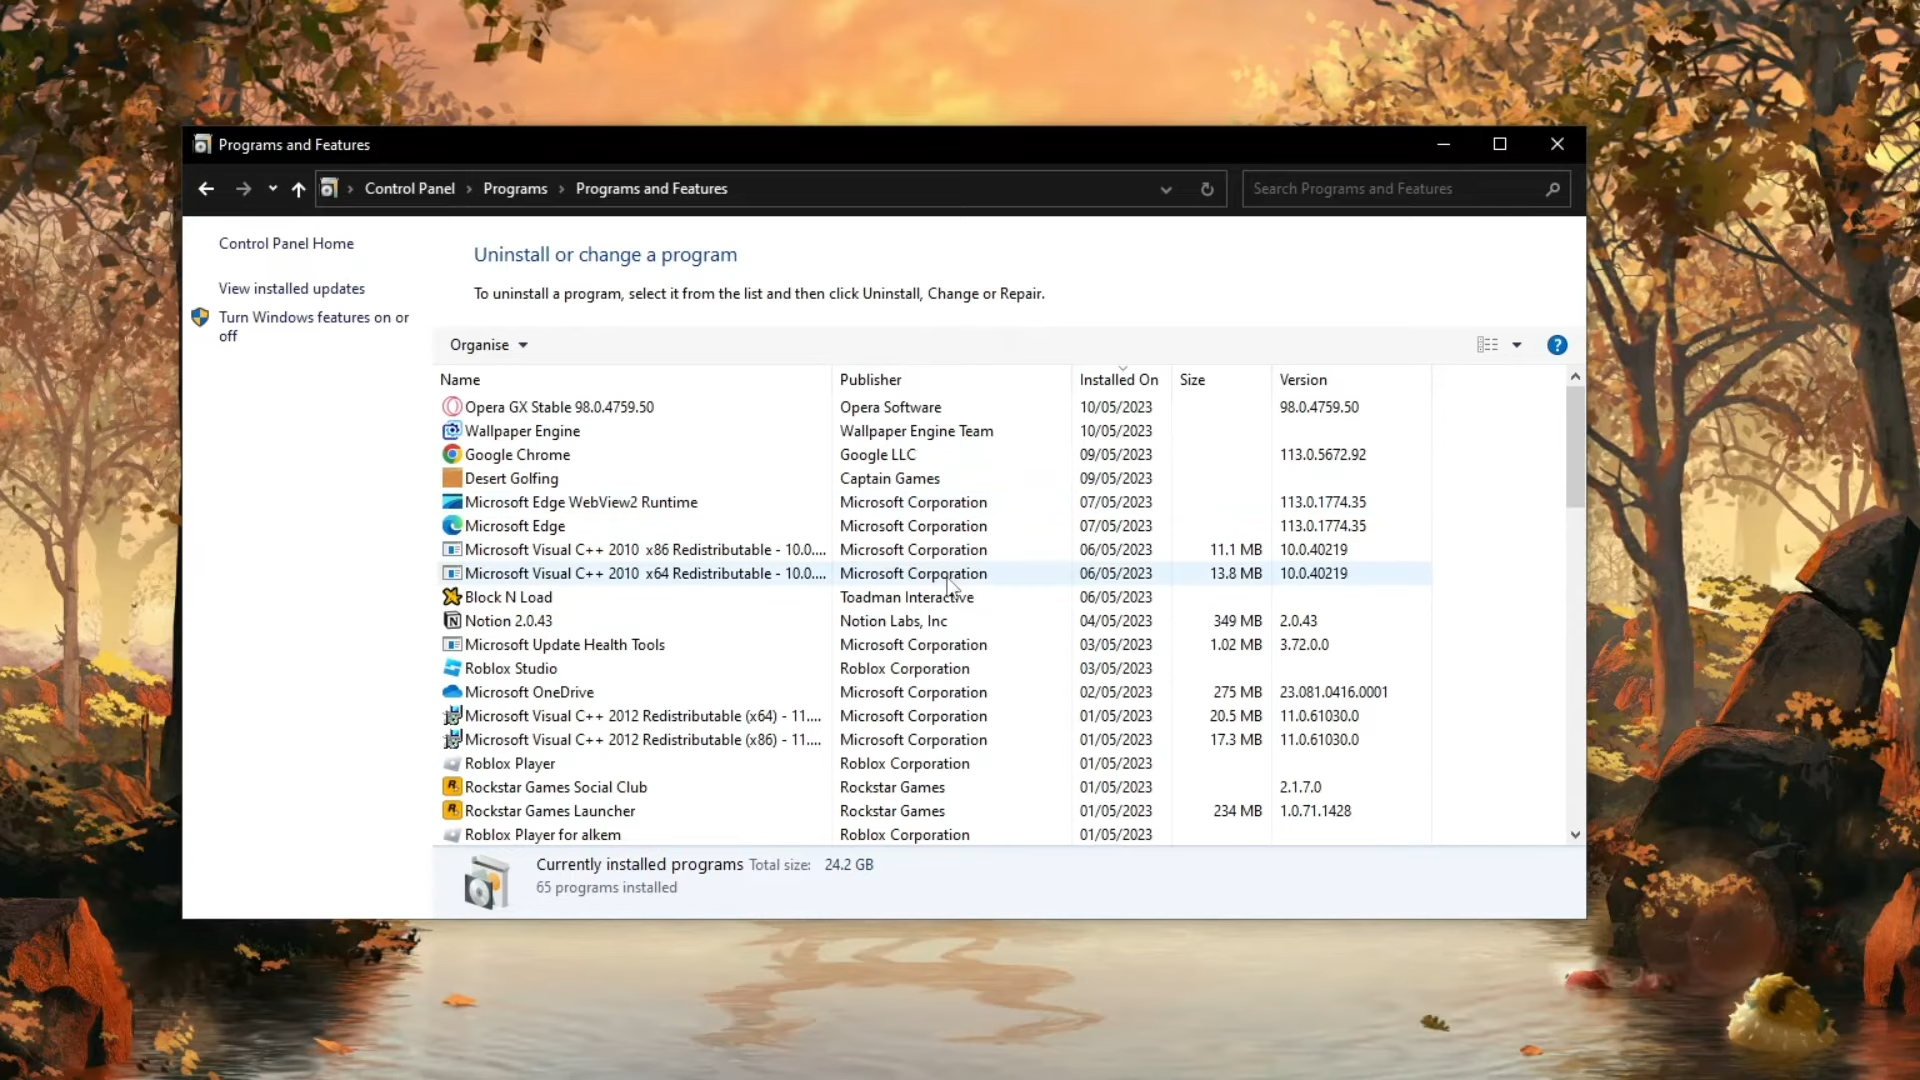 Programs and Features
Control Panel > Programs > Programs and Features
Search Programs and Features
Control Panel Home
View installed updates
Turn Windows features on or
off
Uninstall or change a program
To uninstall a program, select it from the list and then click Uninstall, Change or Repair.
Organise
Name Publisher Installed On Size Version
Opera GX Stable 98.0.4759.50 Opera Software 10/05/2023 98.0.4759.50
Wallpaper Engine Wallpaper Engine Team 10/05/2023
Google Chrome Google LLC 09/05/2023 113.0.5672.92
Desert Golfing Captain Games 09/05/2023
Microsoft Edge WebView2 Runtime Microsoft Corporation 07/05/2023 113.0.1774.35
Microsoft Edge Microsoft Corporation 07/05/2023 113.0.1774.35
Microsoft Visual C++ 2010 x86 Redistributable - 10.0.... Microsoft Corporation 06/05/2023 11.1 MB 10.0.40219
Microsoft Visual C++ 2010 x64 Redistributable - 10.0.... Microsoft Corporation 06/05/2023 13.8 MB 10.0.40219
Block N Load Toadman Interactive 06/05/2023
Notion 2.0.43 Notion Labs, Inc 04/05/2023 349 MB 2.0.43
Microsoft Update Health Tools Microsoft Corporation 03/05/2023 1.02 MB 3.72.0.0
Roblox Studio Roblox Corporation 03/05/2023
Microsoft OneDrive Microsoft Corporation 02/05/2023 275 MB 23.081.0416.0001
Microsoft Visual C++ 2012 Redistributable (x64) - 11.... Microsoft Corporation 01/05/2023 20.5 MB 11.0.61030.0
Microsoft Visual C++ 2012 Redistributable (x86) - 11.... Microsoft Corporation 01/05/2023 17.3 MB 11.0.61030.0
Roblox Player Roblox Corporation 01/05/2023
Rockstar Games Social Club Rockstar Games 01/05/2023 2.1.7.0
Rockstar Games Launcher Rockstar Games 01/05/2023 234 MB 1.0.71.1428
Roblox Player for alkem Roblox Corporation 01/05/2023
Currently installed programs Total size: 24.2 GB
65 programs installed